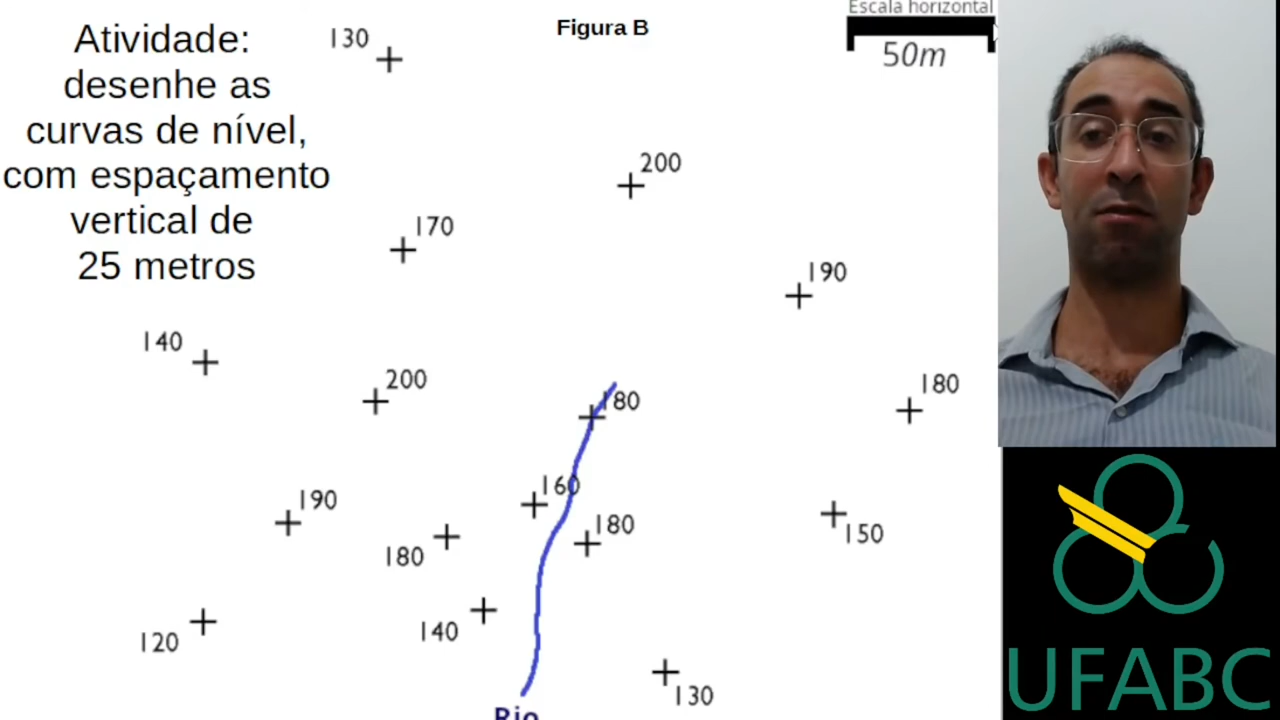 Atividade:
desenhe as
curvas de nível,
com espaçamento
vertical de
25 metros
Figura B
Escala horizontal
50m
130
200
170
190
140
200
180
180
190
160
180
180
150
120
140
130
Rio
UFABC